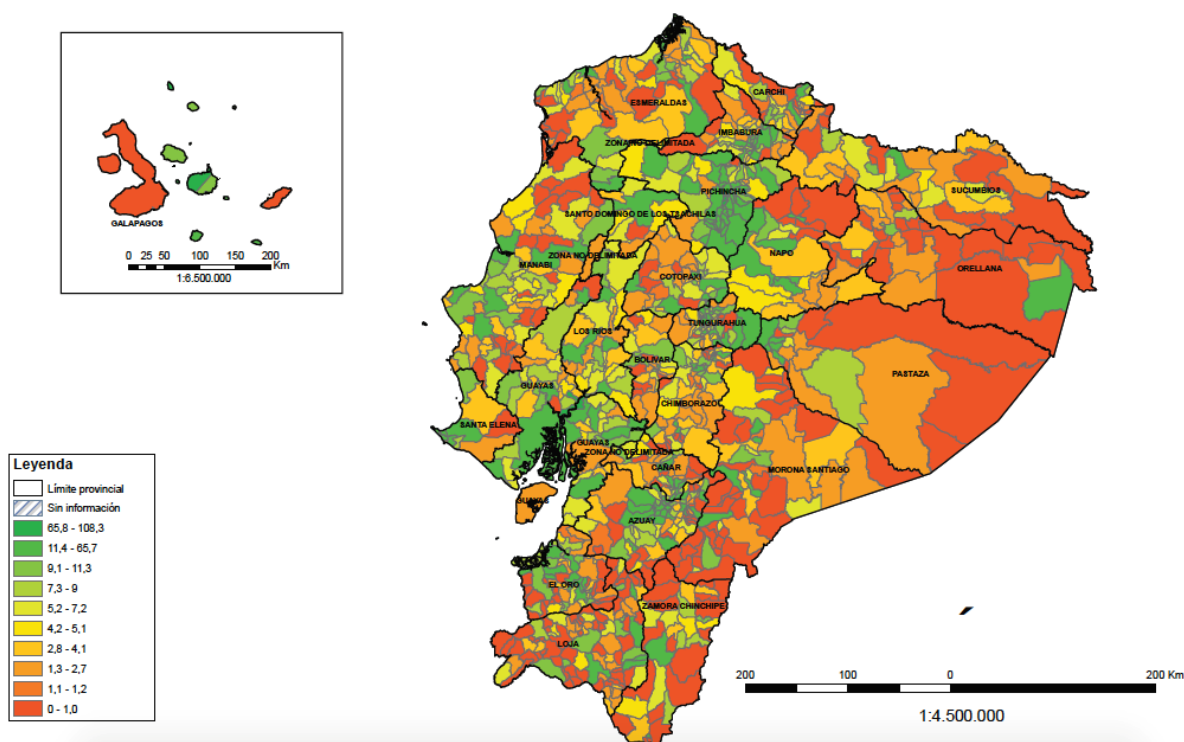 GALAPAGOS
0 25 50 100 150 200
Km
1:6.500.000
ESMERALDAS
CARCHI
IMBABURA
ZONA NO DELIMITADA
PICHINCHA
SUCUMBIOS
SANTO DOMINGO DE LOS TSACHILAS
MANABI
ZONA NO DELIMITADA
NAPO
COTOPAXI
ORELLANA
TUNGURAHUA
LOS RIOS
BOLIVAR
PASTAZA
GUAYAS
CHIMBORAZO
SANTA ELENA
GUAYAS
ZONA NO DELIMITADA
CAÑAR
MORONA SANTIAGO
GUAYAS
AZUAY
EL ORO
ZAMORA CHINCHIPE
LOJA
Leyenda
Límite provincial
Sin información
65,8 - 108,3
11,4 - 65,7
9,1 - 11,3
7,3 - 9
5,2 - 7,2
4,2 - 5,1
2,8 - 4,1
1,3 - 2,7
1,1 - 1,2
0 - 1,0
200 100 0 200 Km
1:4.500.000